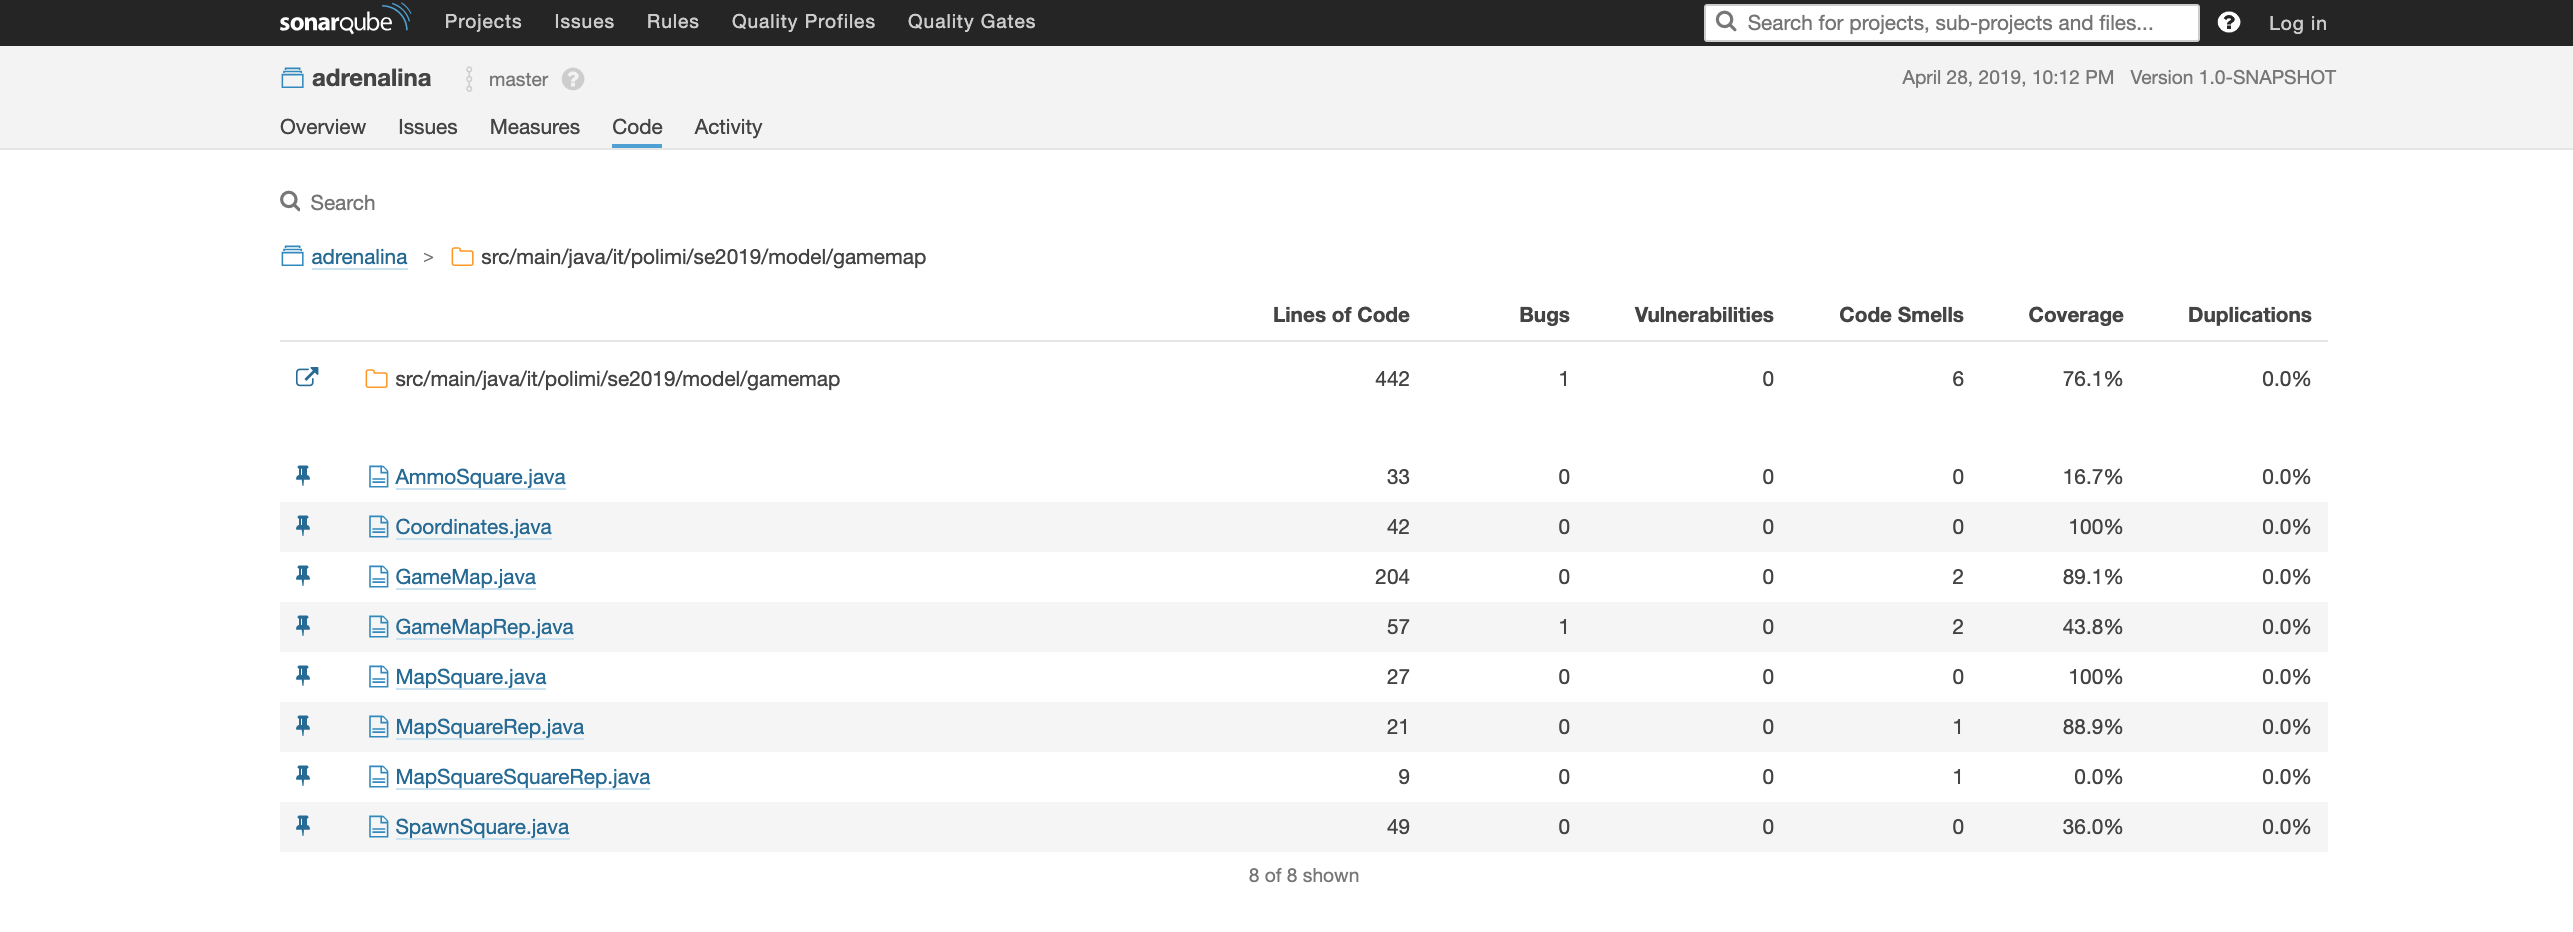 sonarqube Projects Issues Rules Quality Profiles Quality Gates Search for projects, sub-projects and files... ? Log in
adrenalina master ? April 28, 2019, 10:12 PM Version 1.0-SNAPSHOT
Overview Issues Measures Code Activity
Search
adrenalina > src/main/java/it/polimi/se2019/model/gamemap
Lines of Code Bugs Vulnerabilities Code Smells Coverage Duplications
src/main/java/it/polimi/se2019/model/gamemap 442 1 0 6 76.1% 0.0%
AmmoSquare.java 33 0 0 0 16.7% 0.0%
Coordinates.java 42 0 0 0 100% 0.0%
GameMap.java 204 0 0 2 89.1% 0.0%
GameMapRep.java 57 1 0 2 43.8% 0.0%
MapSquare.java 27 0 0 0 100% 0.0%
MapSquareRep.java 21 0 0 1 88.9% 0.0%
MapSquareSquareRep.java 9 0 0 1 0.0% 0.0%
SpawnSquare.java 49 0 0 0 36.0% 0.0%
8 of 8 shown